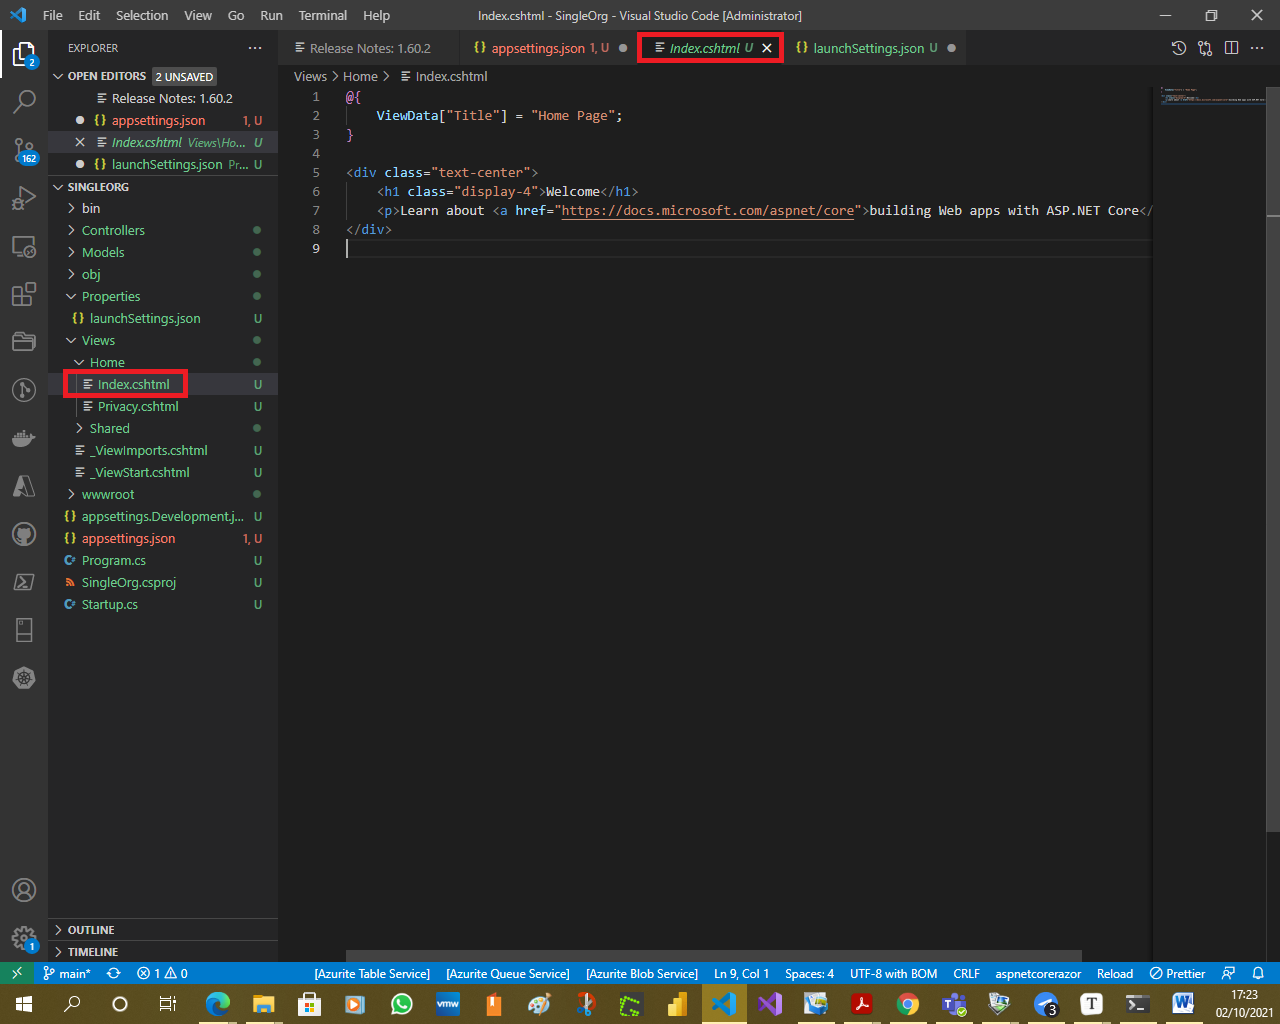 File Edit Selection View Go Run Terminal Help
Index.cshtml - SingleOrg - Visual Studio Code [Administrator]
EXPLORER
OPEN EDITORS 2 UNSAVED
Release Notes: 1.60.2
appsettings.json 1, U
Index.cshtml Views\Ho... U
launchSettings.json Pr... U
SINGLEORG
bin
Controllers
Models
obj
Properties
launchSettings.json U
Views
Home
Index.cshtml U
Privacy.cshtml U
Shared
_ViewImports.cshtml U
_ViewStart.cshtml U
wwwroot
appsettings.Development.j... U
appsettings.json 1, U
Program.cs U
SingleOrg.csproj U
Startup.cs U
OUTLINE
TIMELINE
2
162
1
Release Notes: 1.60.2
appsettings.json 1, U
Index.cshtml U
launchSettings.json U
Views > Home > Index.cshtml
1 @{
2 ViewData["Title"] = "Home Page";
3 }
4
5 <div class="text-center">
6 <h1 class="display-4">Welcome</h1>
7 <p>Learn about <a href="https://docs.microsoft.com/aspnet/core">building Web apps with ASP.NET Core</
8 </div>
9
main* 1 0 [Azurite Table Service] [Azurite Queue Service] [Azurite Blob Service] Ln 9, Col 1 Spaces: 4 UTF-8 with BOM CRLF aspnetcorerazor Reload Prettier
vmw
3
T
17:23
02/10/2021